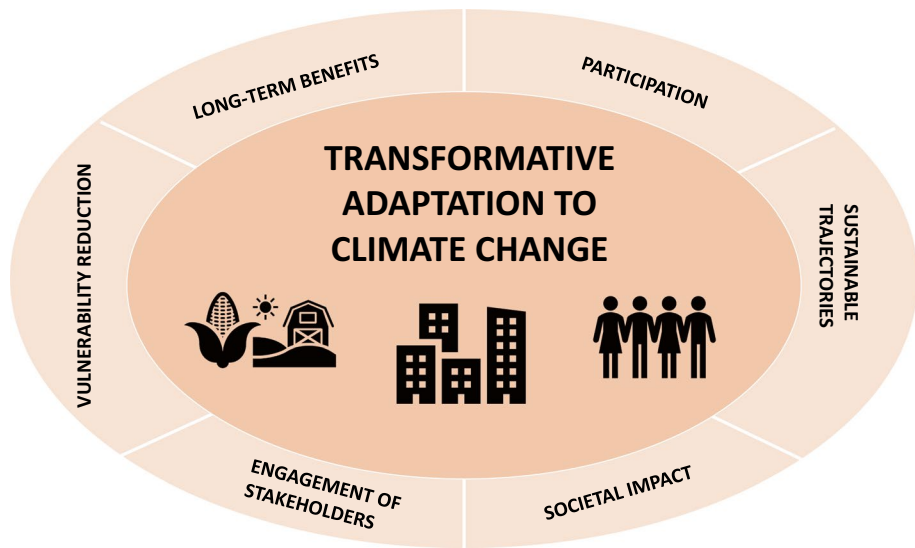 LONG-TERM BENEFITS
PARTICIPATION
TRANSFORMATIVE
ADAPTATION TO
CLIMATE CHANGE
VULNERABILITY REDUCTION
SUSTAINABLE
TRAJECTORIES
ENGAGEMENT OF
STAKEHOLDERS
SOCIETAL IMPACT